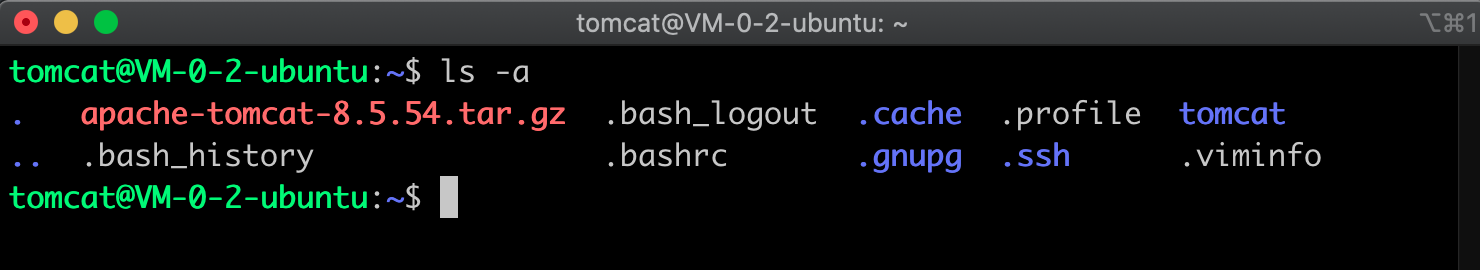 tomcat@VM-0-2-ubuntu: ~ ⌥⌘1
tomcat@VM-0-2-ubuntu:~$ ls -a
. apache-tomcat-8.5.54.tar.gz .bash_logout .cache .profile tomcat
.. .bash_history .bashrc .gnupg .ssh .viminfo
tomcat@VM-0-2-ubuntu:~$